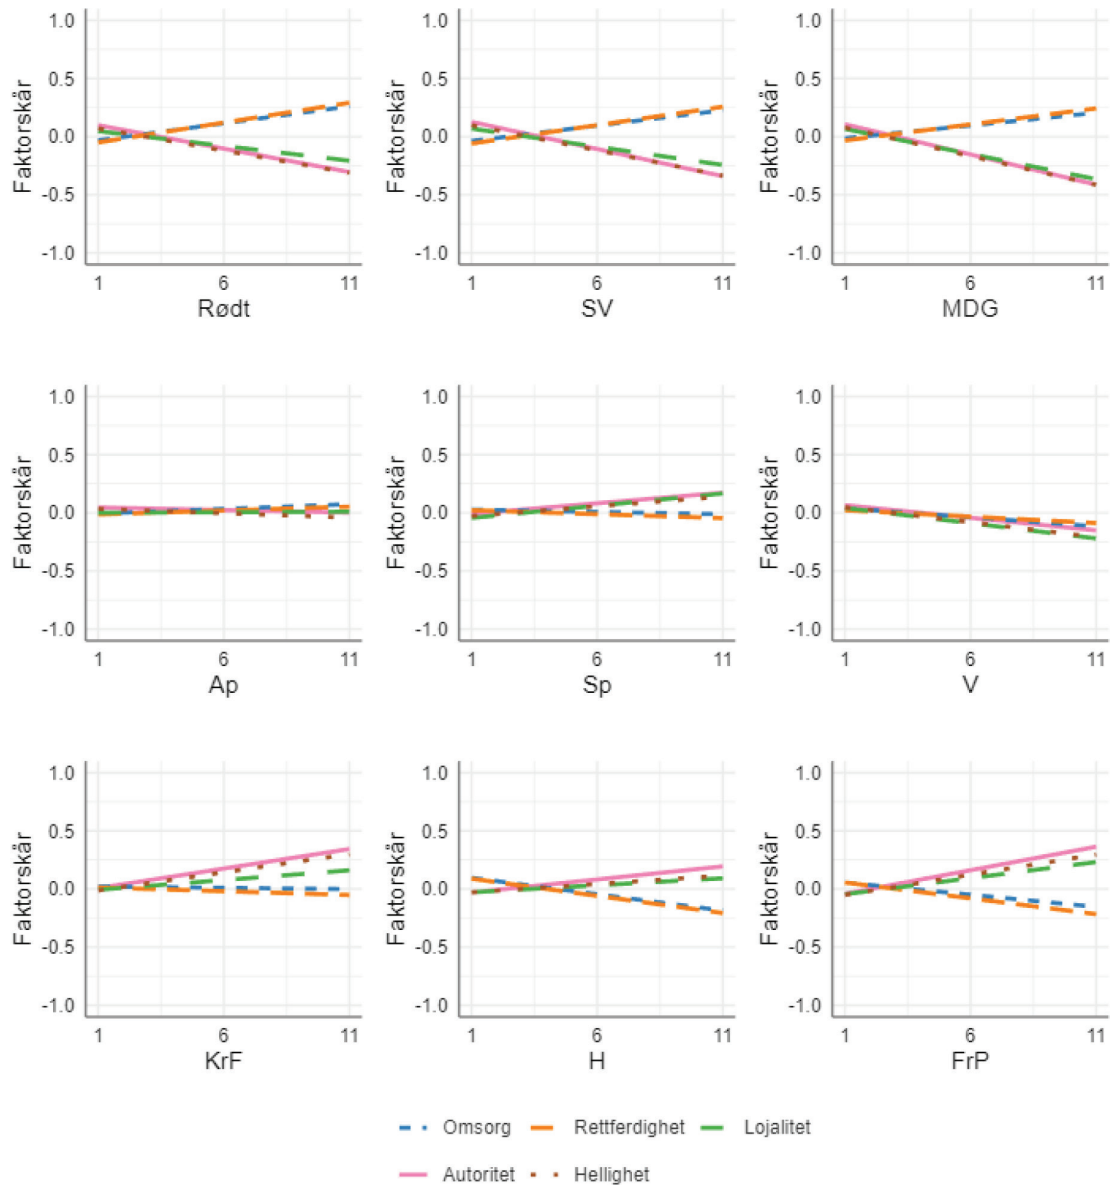 1.0 1.0 1.0
0.5 0.5 0.5
0.0 0.0 0.0
-0.5 -0.5 -0.5
-1.0 -1.0 -1.0
Faktorskår Faktorskår Faktorskår
1 6 11 1 6 11 1 6 11
Rødt SV MDG
1.0 1.0 1.0
0.5 0.5 0.5
0.0 0.0 0.0
-0.5 -0.5 -0.5
-1.0 -1.0 -1.0
Faktorskår Faktorskår Faktorskår
1 6 11 1 6 11 1 6 11
Ap Sp V
1.0 1.0 1.0
0.5 0.5 0.5
0.0 0.0 0.0
-0.5 -0.5 -0.5
-1.0 -1.0 -1.0
Faktorskår Faktorskår Faktorskår
1 6 11 1 6 11 1 6 11
KrF H FrP
Omsorg Rettferdighet Lojalitet
Autoritet Hellighet